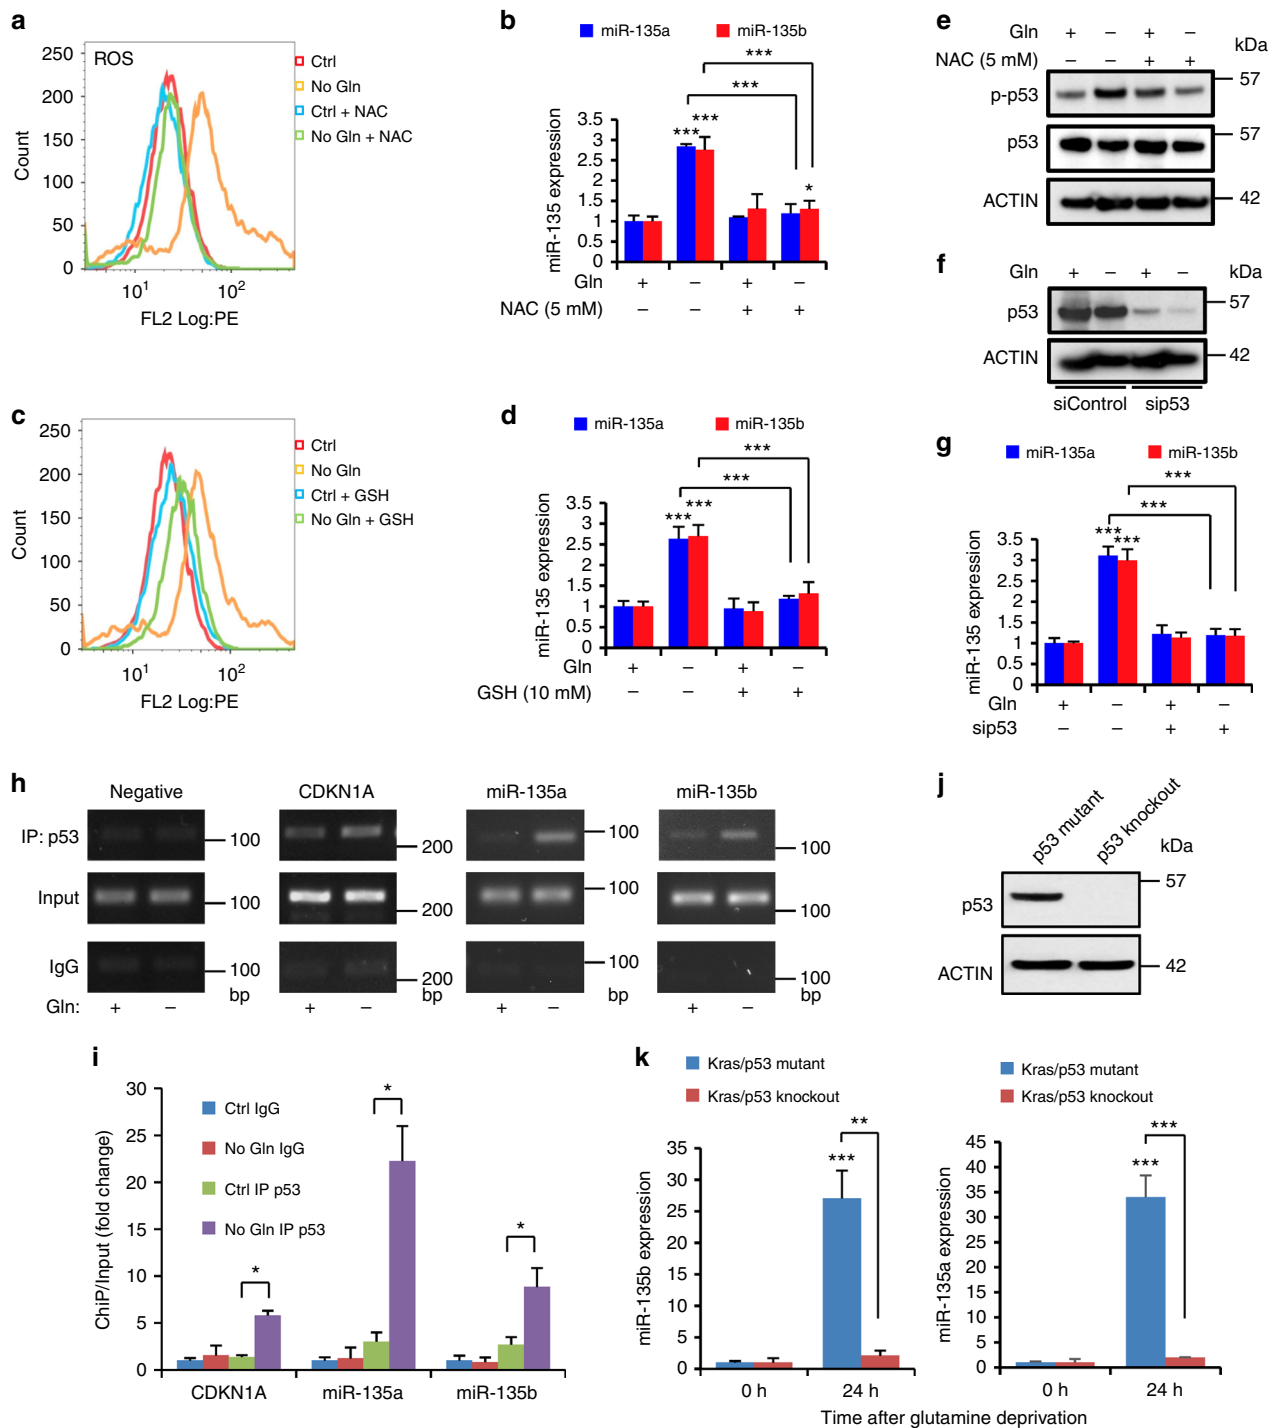 a
ROS
250
200
150
100
50
0
Count
10¹
10²
FL2 Log:PE
Ctrl
No Gln
Ctrl + NAC
No Gln + NAC
b
miR-135a
miR-135b
***
***
*** ***
*
3.5
3
2.5
2
1.5
1
0.5
0
miR-135 expression
Gln + − + −
NAC (5 mM) − − + +
c
250
200
150
100
50
0
Count
10¹
10²
FL2 Log:PE
Ctrl
No Gln
Ctrl + GSH
No Gln + GSH
d
miR-135a
miR-135b
***
***
*** ***
3.5
3
2.5
2
1.5
1
0.5
0
miR-135 expression
Gln + − + −
GSH (10 mM) − − + +
e
Gln + − + −
NAC (5 mM) − − + +
kDa
p-p53
57
p53
57
ACTIN
42
f
Gln + − + −
kDa
p53
57
ACTIN
42
siControl sip53
g
miR-135a
miR-135b
***
***
*** ***
3.5
3
2.5
2
1.5
1
0.5
0
miR-135 expression
Gln + − + −
sip53 − − + +
h
Negative CDKN1A miR-135a miR-135b
IP: p53
100 200 100 100
Input
100 200 100 100
IgG
100 200 100 100
bp bp bp bp
Gln: + − + − + − + −
i
30
25
20
15
10
5
0
ChiP/Input (fold change)
Ctrl IgG
No Gln IgG
Ctrl IP p53
No Gln IP p53
*
*
*
CDKN1A miR-135a miR-135b
j
p53 mutant
p53 knockout
kDa
p53
57
ACTIN
42
k
Kras/p53 mutant
Kras/p53 knockout
35
30
25
20
15
10
5
0
miR-135b expression
**
***
0 h 24 h
Kras/p53 mutant
Kras/p53 knockout
45
40
35
30
25
20
15
10
5
0
miR-135a expression
***
***
0 h 24 h
Time after glutamine deprivation